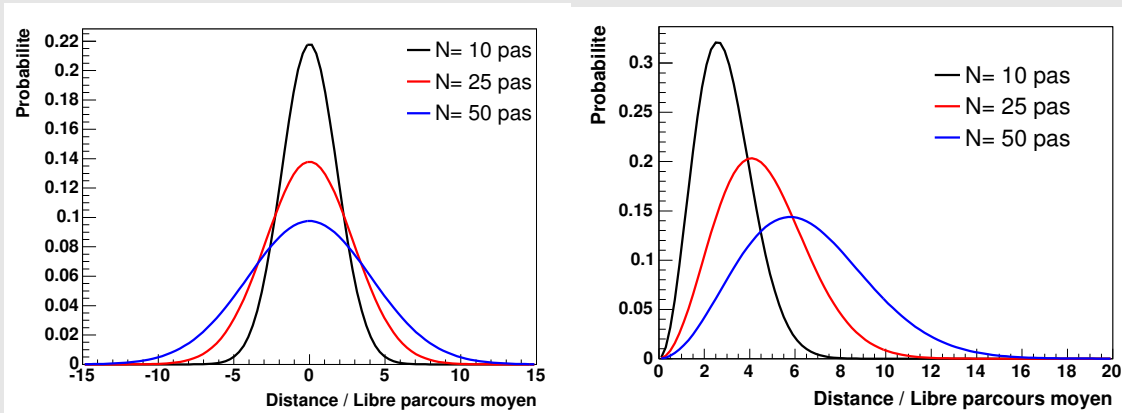 Probabilite
0.22
0.2
0.18
0.16
0.14
0.12
0.1
0.08
0.06
0.04
0.02
0
N= 10 pas
N= 25 pas
N= 50 pas
-15 -10 -5 0 5 10 15
Distance / Libre parcours moyen
Probabilite
0.3
0.25
0.2
0.15
0.1
0.05
0
N= 10 pas
N= 25 pas
N= 50 pas
0 2 4 6 8 10 12 14 16 18 20
Distance / Libre parcours moyen